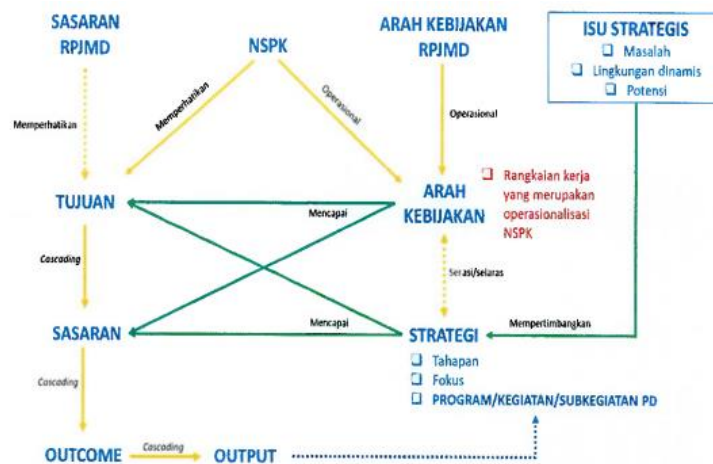 SASARAN
RPJMD
NSPK
ARAH KEBIJAKAN
RPJMD
ISU STRATEGIS
❑ Masalah
❑ Lingkungan dinamis
❑ Potensi
Memperhatikan
Memperhatikan
Operasional
Operasional
TUJUAN
Mencapai
ARAH
KEBIJAKAN
❑ Rangkaian kerja
yang merupakan
operasionalisasi
NSPK
Cascading
Serasi/selaras
SASARAN
Mencapai
STRATEGI
Mempertimbangkan
❑ Tahapan
❑ Fokus
❑ PROGRAM/KEGIATAN/SUBKEGIATAN PD
Cascading
OUTCOME
Cascading
OUTPUT